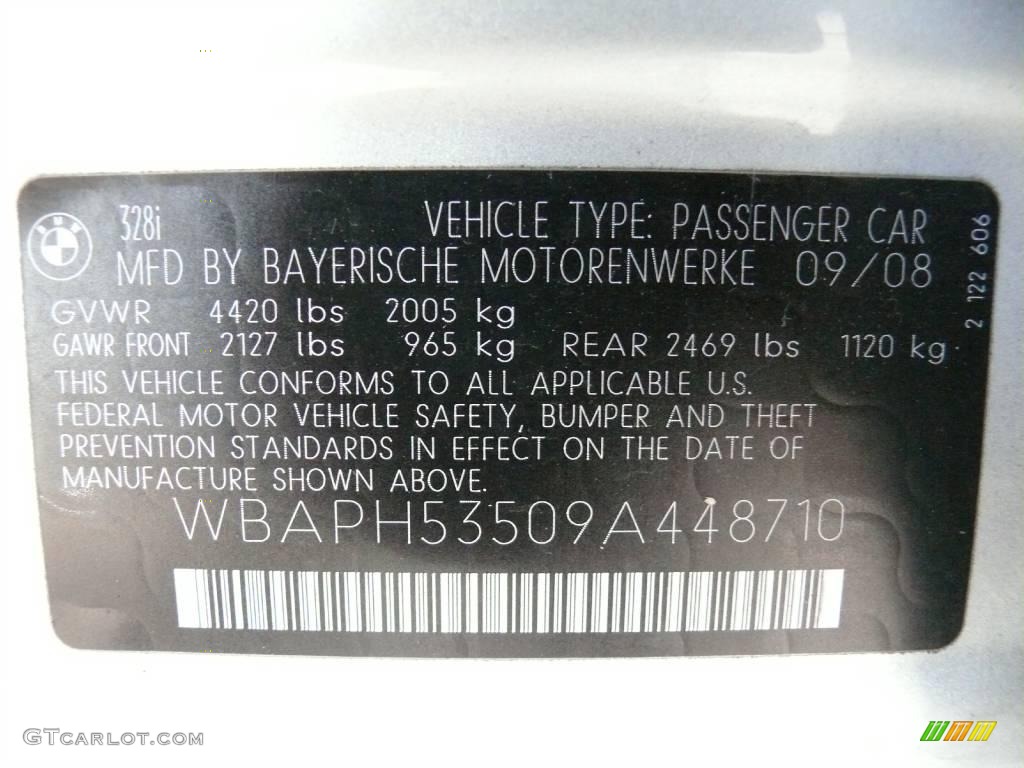 328i VEHICLE TYPE: PASSENGER CAR
MFD BY BAYERISCHE MOTORENWERKE 09/08
GVWR 4420 lbs 2005 kg
GAWR FRONT 2127 lbs 965 kg REAR 2469 lbs 1120 kg
THIS VEHICLE CONFORMS TO ALL APPLICABLE U.S.
FEDERAL MOTOR VEHICLE SAFETY, BUMPER AND THEFT
PREVENTION STANDARDS IN EFFECT ON THE DATE OF
MANUFACTURE SHOWN ABOVE.
WBAPH53509A448710
2 122 606
BMW
GTCARLOT.COM